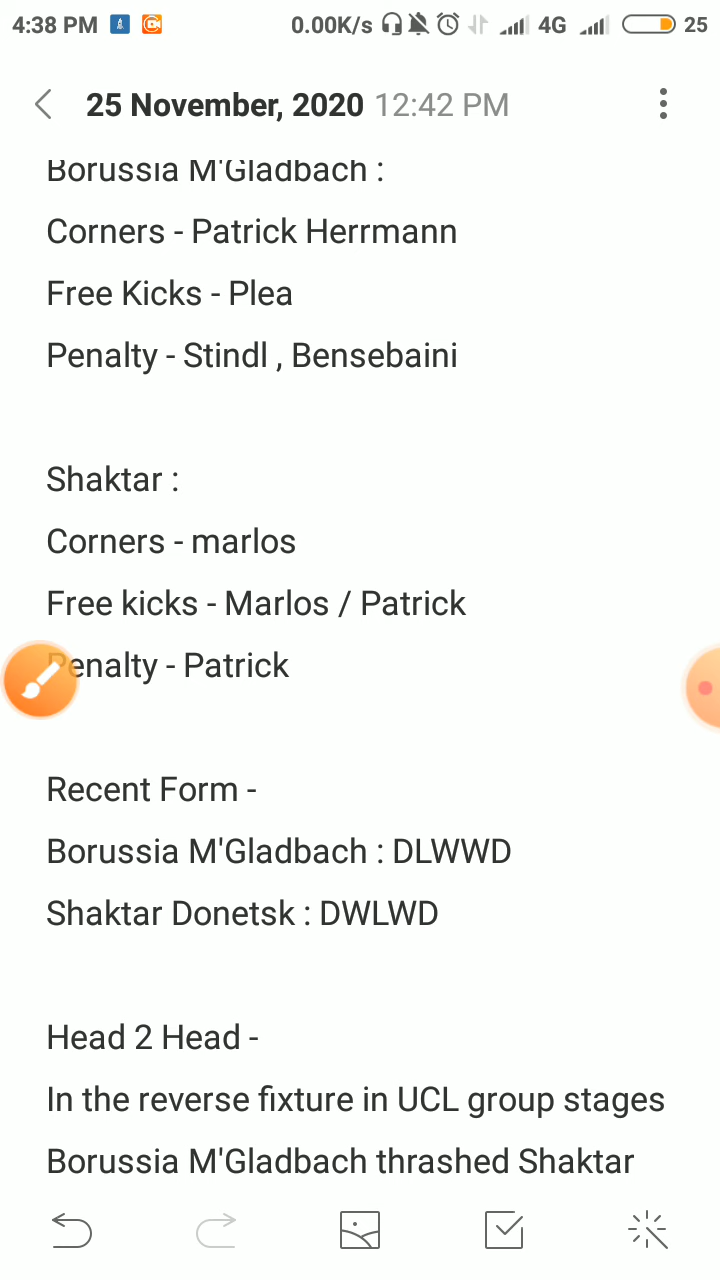 4:38 PM 0.00K/s 4G 25
25 November, 2020 12:42 PM
Borussia M'Gladbach :
Corners - Patrick Herrmann
Free Kicks - Plea
Penalty - Stindl , Bensebaini
Shaktar :
Corners - marlos
Free kicks - Marlos / Patrick
Penalty - Patrick
Recent Form -
Borussia M'Gladbach : DLWWD
Shaktar Donetsk : DWLWD
Head 2 Head -
In the reverse fixture in UCL group stages
Borussia M'Gladbach thrashed Shaktar